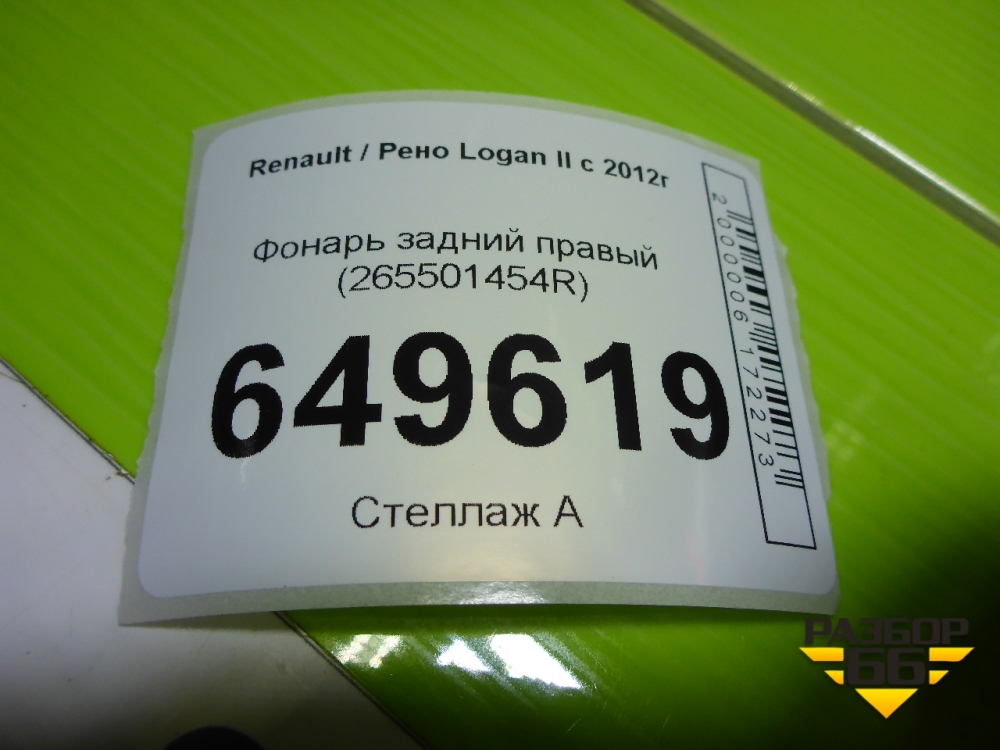 Renault / Рено Logan II с 2012г
Фонарь задний правый
(265501454R)
649619
Стеллаж А
2000006172273
РАЗБОР
66